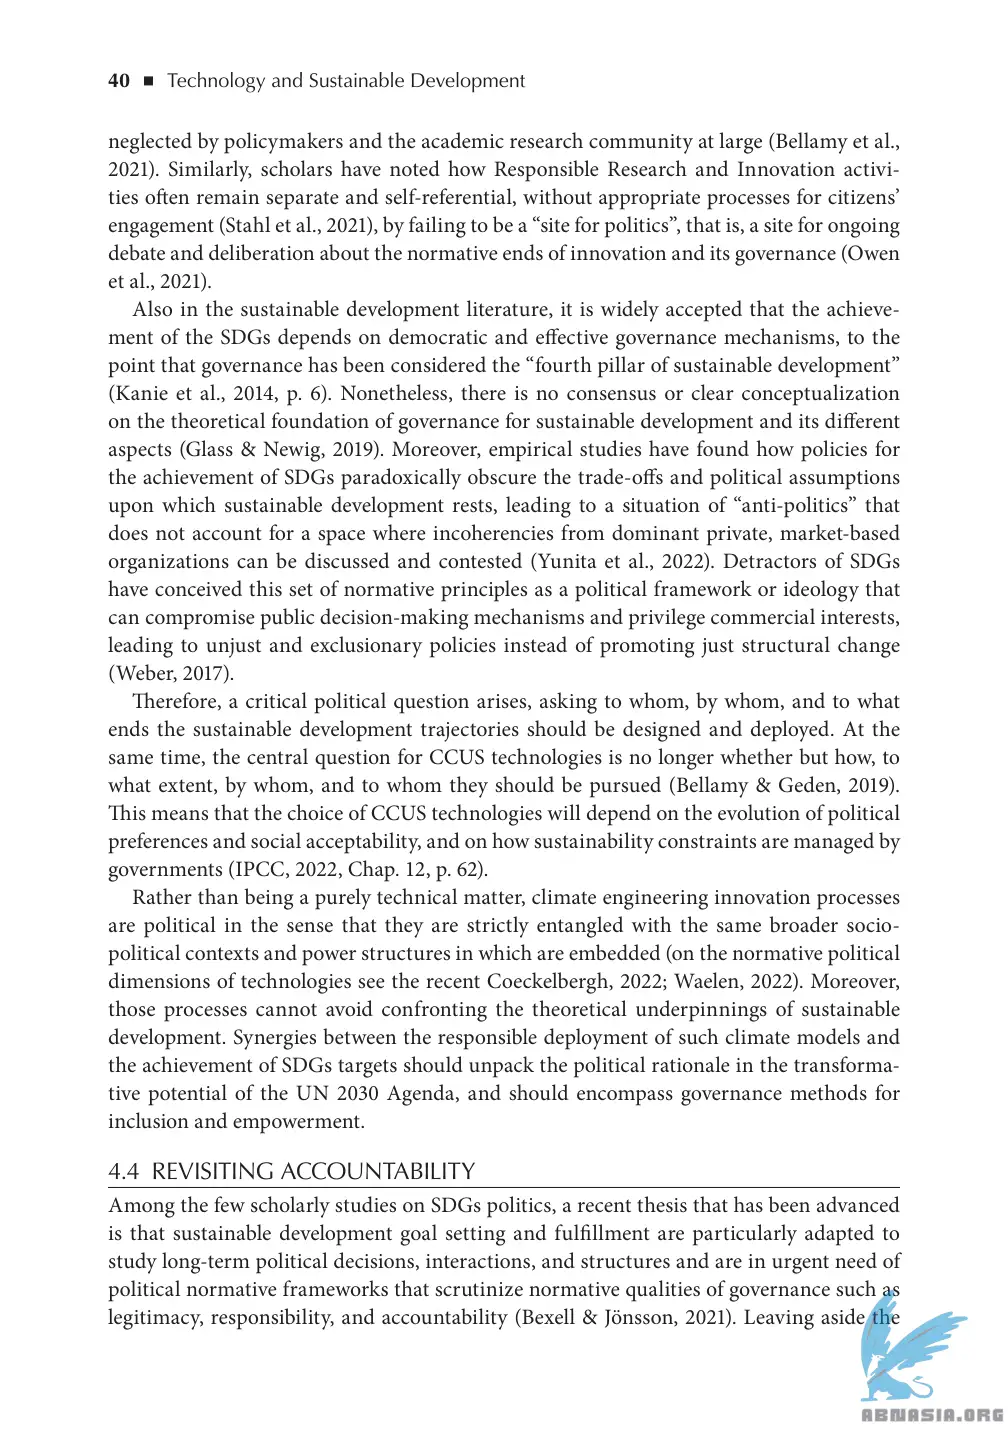 40 ■ Technology and Sustainable Development
neglected by policymakers and the academic research community at large (Bellamy et al.,
2021). Similarly, scholars have noted how Responsible Research and Innovation activi-
ties often remain separate and self-referential, without appropriate processes for citizens’
engagement (Stahl et al., 2021), by failing to be a “site for politics”, that is, a site for ongoing
debate and deliberation about the normative ends of innovation and its governance (Owen
et al., 2021).
Also in the sustainable development literature, it is widely accepted that the achieve-
ment of the SDGs depends on democratic and effective governance mechanisms, to the
point that governance has been considered the “fourth pillar of sustainable development”
(Kanie et al., 2014, p. 6). Nonetheless, there is no consensus or clear conceptualization
on the theoretical foundation of governance for sustainable development and its different
aspects (Glass & Newig, 2019). Moreover, empirical studies have found how policies for
the achievement of SDGs paradoxically obscure the trade-offs and political assumptions
upon which sustainable development rests, leading to a situation of “anti-politics” that
does not account for a space where incoherencies from dominant private, market-based
organizations can be discussed and contested (Yunita et al., 2022). Detractors of SDGs
have conceived this set of normative principles as a political framework or ideology that
can compromise public decision-making mechanisms and privilege commercial interests,
leading to unjust and exclusionary policies instead of promoting just structural change
(Weber, 2017).
Therefore, a critical political question arises, asking to whom, by whom, and to what
ends the sustainable development trajectories should be designed and deployed. At the
same time, the central question for CCUS technologies is no longer whether but how, to
what extent, by whom, and to whom they should be pursued (Bellamy & Geden, 2019).
This means that the choice of CCUS technologies will depend on the evolution of political
preferences and social acceptability, and on how sustainability constraints are managed by
governments (IPCC, 2022, Chap. 12, p. 62).
Rather than being a purely technical matter, climate engineering innovation processes
are political in the sense that they are strictly entangled with the same broader socio-
political contexts and power structures in which are embedded (on the normative political
dimensions of technologies see the recent Coeckelbergh, 2022; Waelen, 2022). Moreover,
those processes cannot avoid confronting the theoretical underpinnings of sustainable
development. Synergies between the responsible deployment of such climate models and
the achievement of SDGs targets should unpack the political rationale in the transforma-
tive potential of the UN 2030 Agenda, and should encompass governance methods for
inclusion and empowerment.
4.4 REVISITING ACCOUNTABILITY
Among the few scholarly studies on SDGs politics, a recent thesis that has been advanced
is that sustainable development goal setting and fulfillment are particularly adapted to
study long-term political decisions, interactions, and structures and are in urgent need of
political normative frameworks that scrutinize normative qualities of governance such as
legitimacy, responsibility, and accountability (Bexell & Jönsson, 2021). Leaving aside the
ABNASIA.ORG